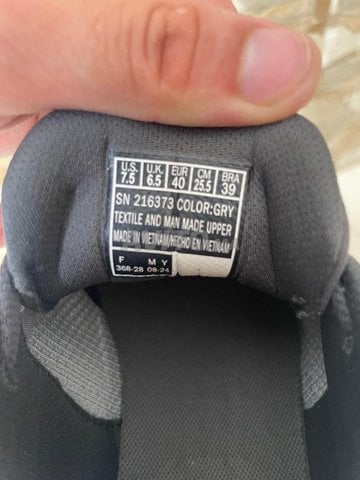 U.S. U.K. EUR CM BRA
7.5 6.5 40 25.5 39
SN 216373 COLOR:GRY
TEXTILE AND MAN MADE UPPER
MADE IN VIETNAM/HECHO EN VIETNAM
F M Y
368-28 08-24